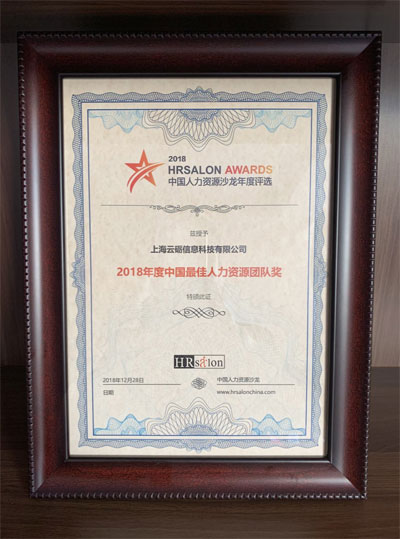 2018
HRSALON AWARDS
中国人力资源沙龙年度评选
兹授予
上海云砺信息科技有限公司
2018年度中国最佳人力资源团队奖
特颁此证
HRsalon
2018年12月28日
中国人力资源沙龙
日期
www.hrsalonchina.com